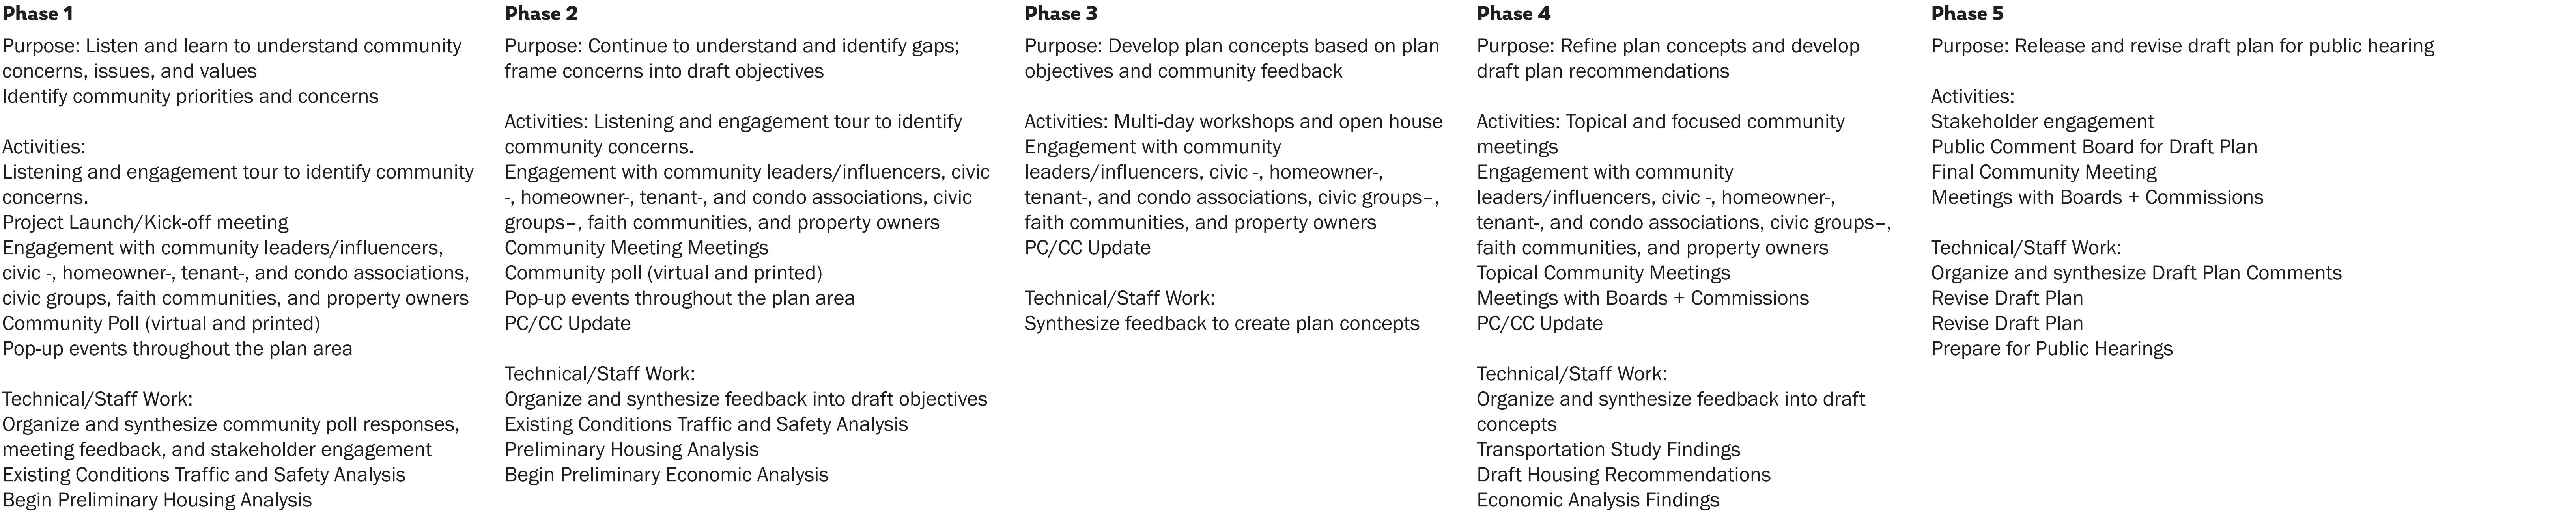 Phase 1
Purpose: Listen and learn to understand community
concerns, issues, and values
Identify community priorities and concerns
Activities:
Listening and engagement tour to identify community
concerns.
Project Launch/Kick-off meeting
Engagement with community leaders/influencers,
civic -, homeowner-, tenant-, and condo associations,
civic groups, faith communities, and property owners
Community Poll (virtual and printed)
Pop-up events throughout the plan area
Technical/Staff Work:
Organize and synthesize community poll responses,
meeting feedback, and stakeholder engagement
Existing Conditions Traffic and Safety Analysis
Begin Preliminary Housing Analysis
Phase 2
Purpose: Continue to understand and identify gaps;
frame concerns into draft objectives
Activities: Listening and engagement tour to identify
community concerns.
Engagement with community leaders/influencers, civic
-, homeowner-, tenant-, and condo associations, civic
groups–, faith communities, and property owners
Community Meeting Meetings
Community poll (virtual and printed)
Pop-up events throughout the plan area
PC/CC Update
Technical/Staff Work:
Organize and synthesize feedback into draft objectives
Existing Conditions Traffic and Safety Analysis
Preliminary Housing Analysis
Begin Preliminary Economic Analysis
Phase 3
Purpose: Develop plan concepts based on plan
objectives and community feedback
Activities: Multi-day workshops and open house
Engagement with community
leaders/influencers, civic -, homeowner-,
tenant-, and condo associations, civic groups–,
faith communities, and property owners
PC/CC Update
Technical/Staff Work:
Synthesize feedback to create plan concepts
Phase 4
Purpose: Refine plan concepts and develop
draft plan recommendations
Activities: Topical and focused community
meetings
Engagement with community
leaders/influencers, civic -, homeowner-,
tenant-, and condo associations, civic groups–,
faith communities, and property owners
Topical Community Meetings
Meetings with Boards + Commissions
PC/CC Update
Technical/Staff Work:
Organize and synthesize feedback into draft
concepts
Transportation Study Findings
Draft Housing Recommendations
Economic Analysis Findings
Phase 5
Purpose: Release and revise draft plan for public hearing
Activities:
Stakeholder engagement
Public Comment Board for Draft Plan
Final Community Meeting
Meetings with Boards + Commissions
Technical/Staff Work:
Organize and synthesize Draft Plan Comments
Revise Draft Plan
Revise Draft Plan
Prepare for Public Hearings